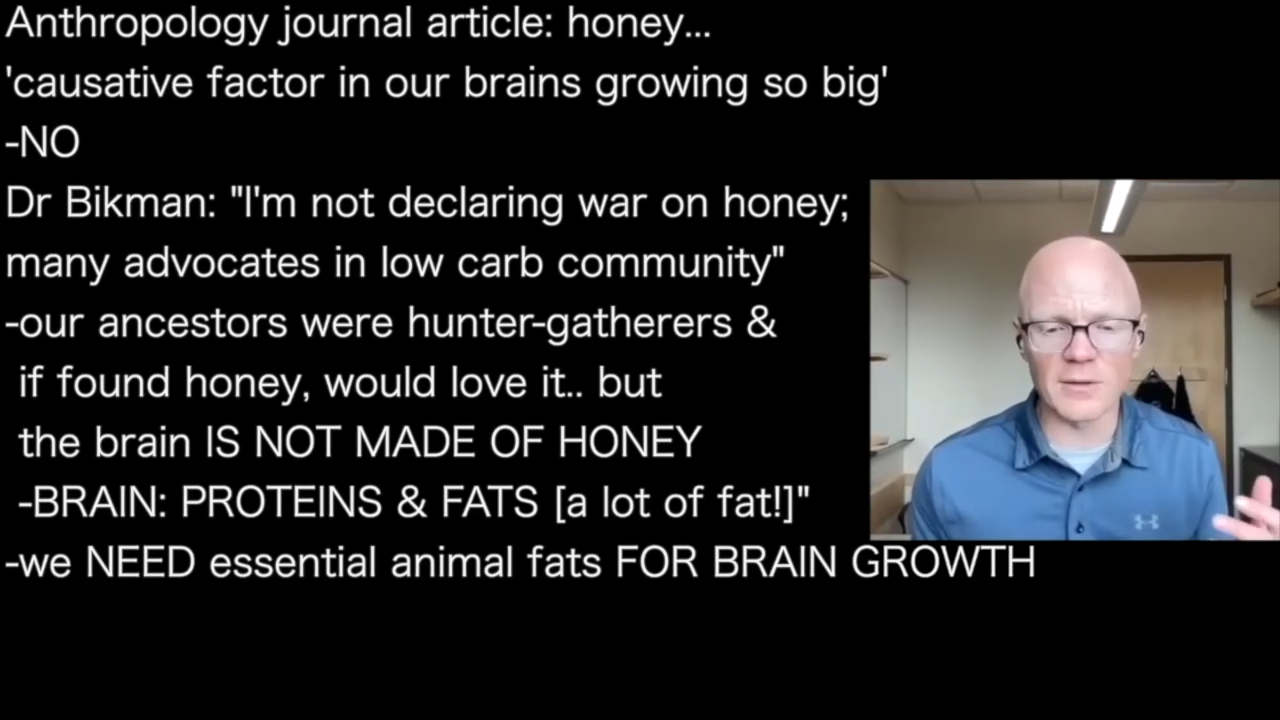 Anthropology journal article: honey...
'causative factor in our brains growing so big'
-NO
Dr Bikman: "I'm not declaring war on honey;
many advocates in low carb community"
-our ancestors were hunter-gatherers &
if found honey, would love it.. but
the brain IS NOT MADE OF HONEY
-BRAIN: PROTEINS & FATS [a lot of fat!]"
-we NEED essential animal fats FOR BRAIN GROWTH